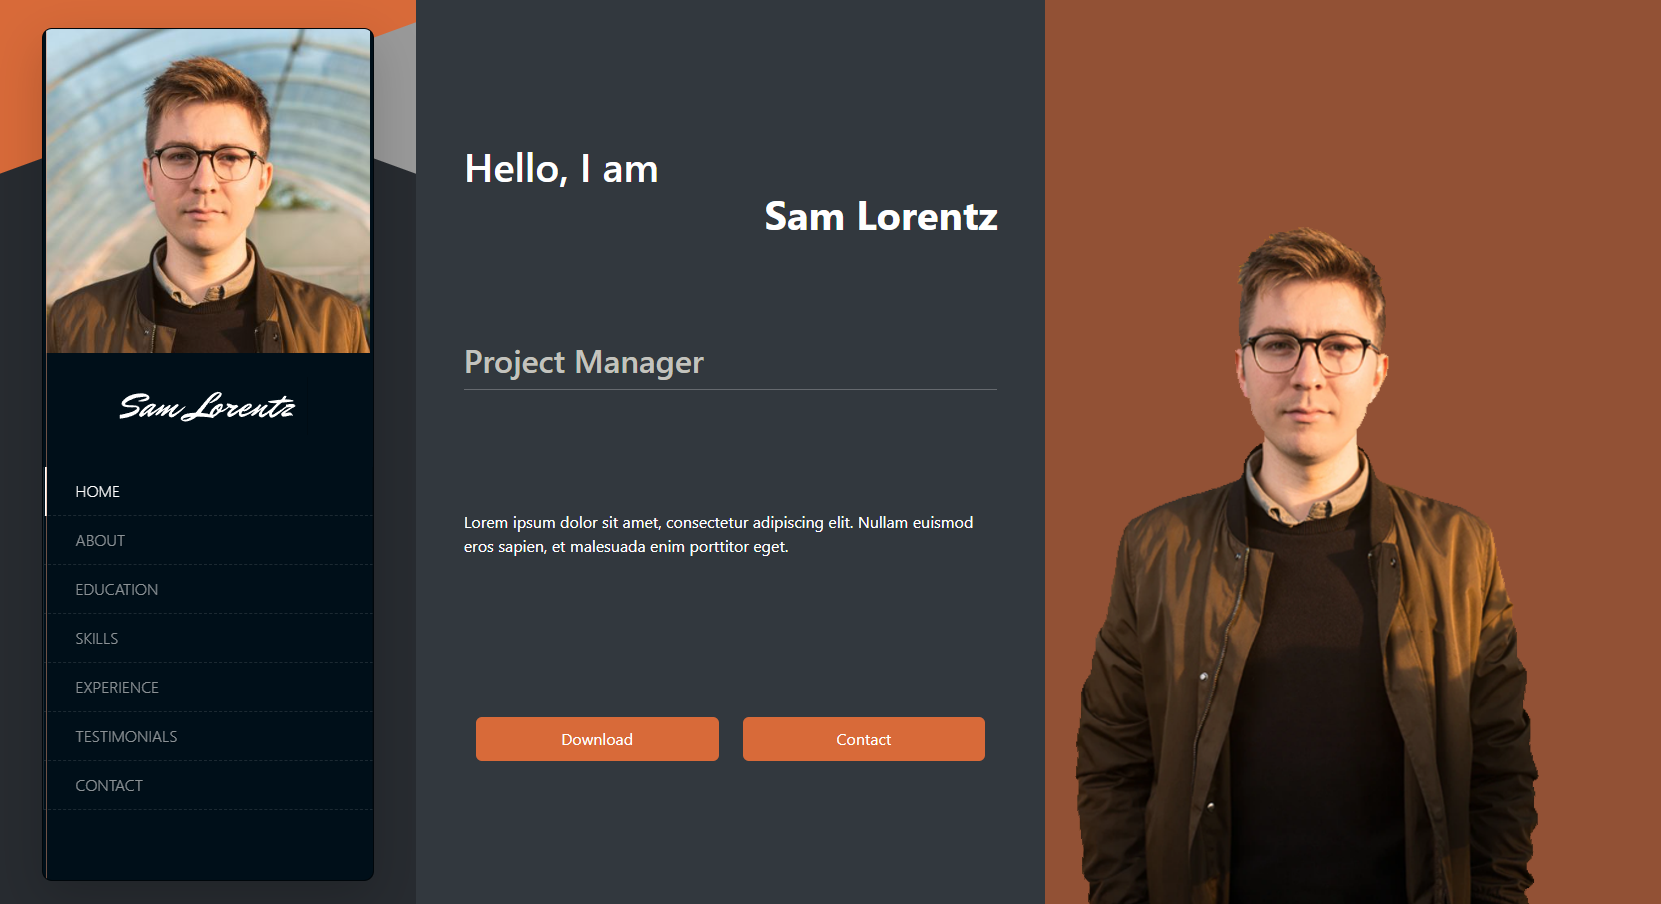 Sam Lorentz
HOME
ABOUT
EDUCATION
SKILLS
EXPERIENCE
TESTIMONIALS
CONTACT
Hello, I am
Sam Lorentz
Project Manager
Lorem ipsum dolor sit amet, consectetur adipiscing elit. Nullam euismod
eros sapien, et malesuada enim porttitor eget.
Download
Contact